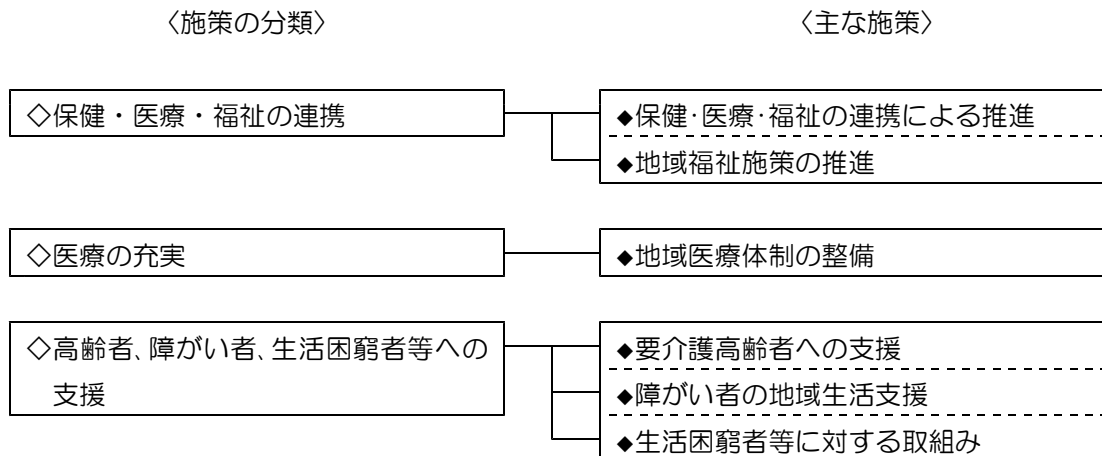 〈施策の分類〉
〈主な施策〉
◇保健・医療・福祉の連携
◆保健･医療･福祉の連携による推進
◆地域福祉施策の推進
◇医療の充実
◆地域医療体制の整備
◇高齢者､障がい者､生活困窮者等への
支援
◆要介護高齢者への支援
◆障がい者の地域生活支援
◆生活困窮者等に対する取組み